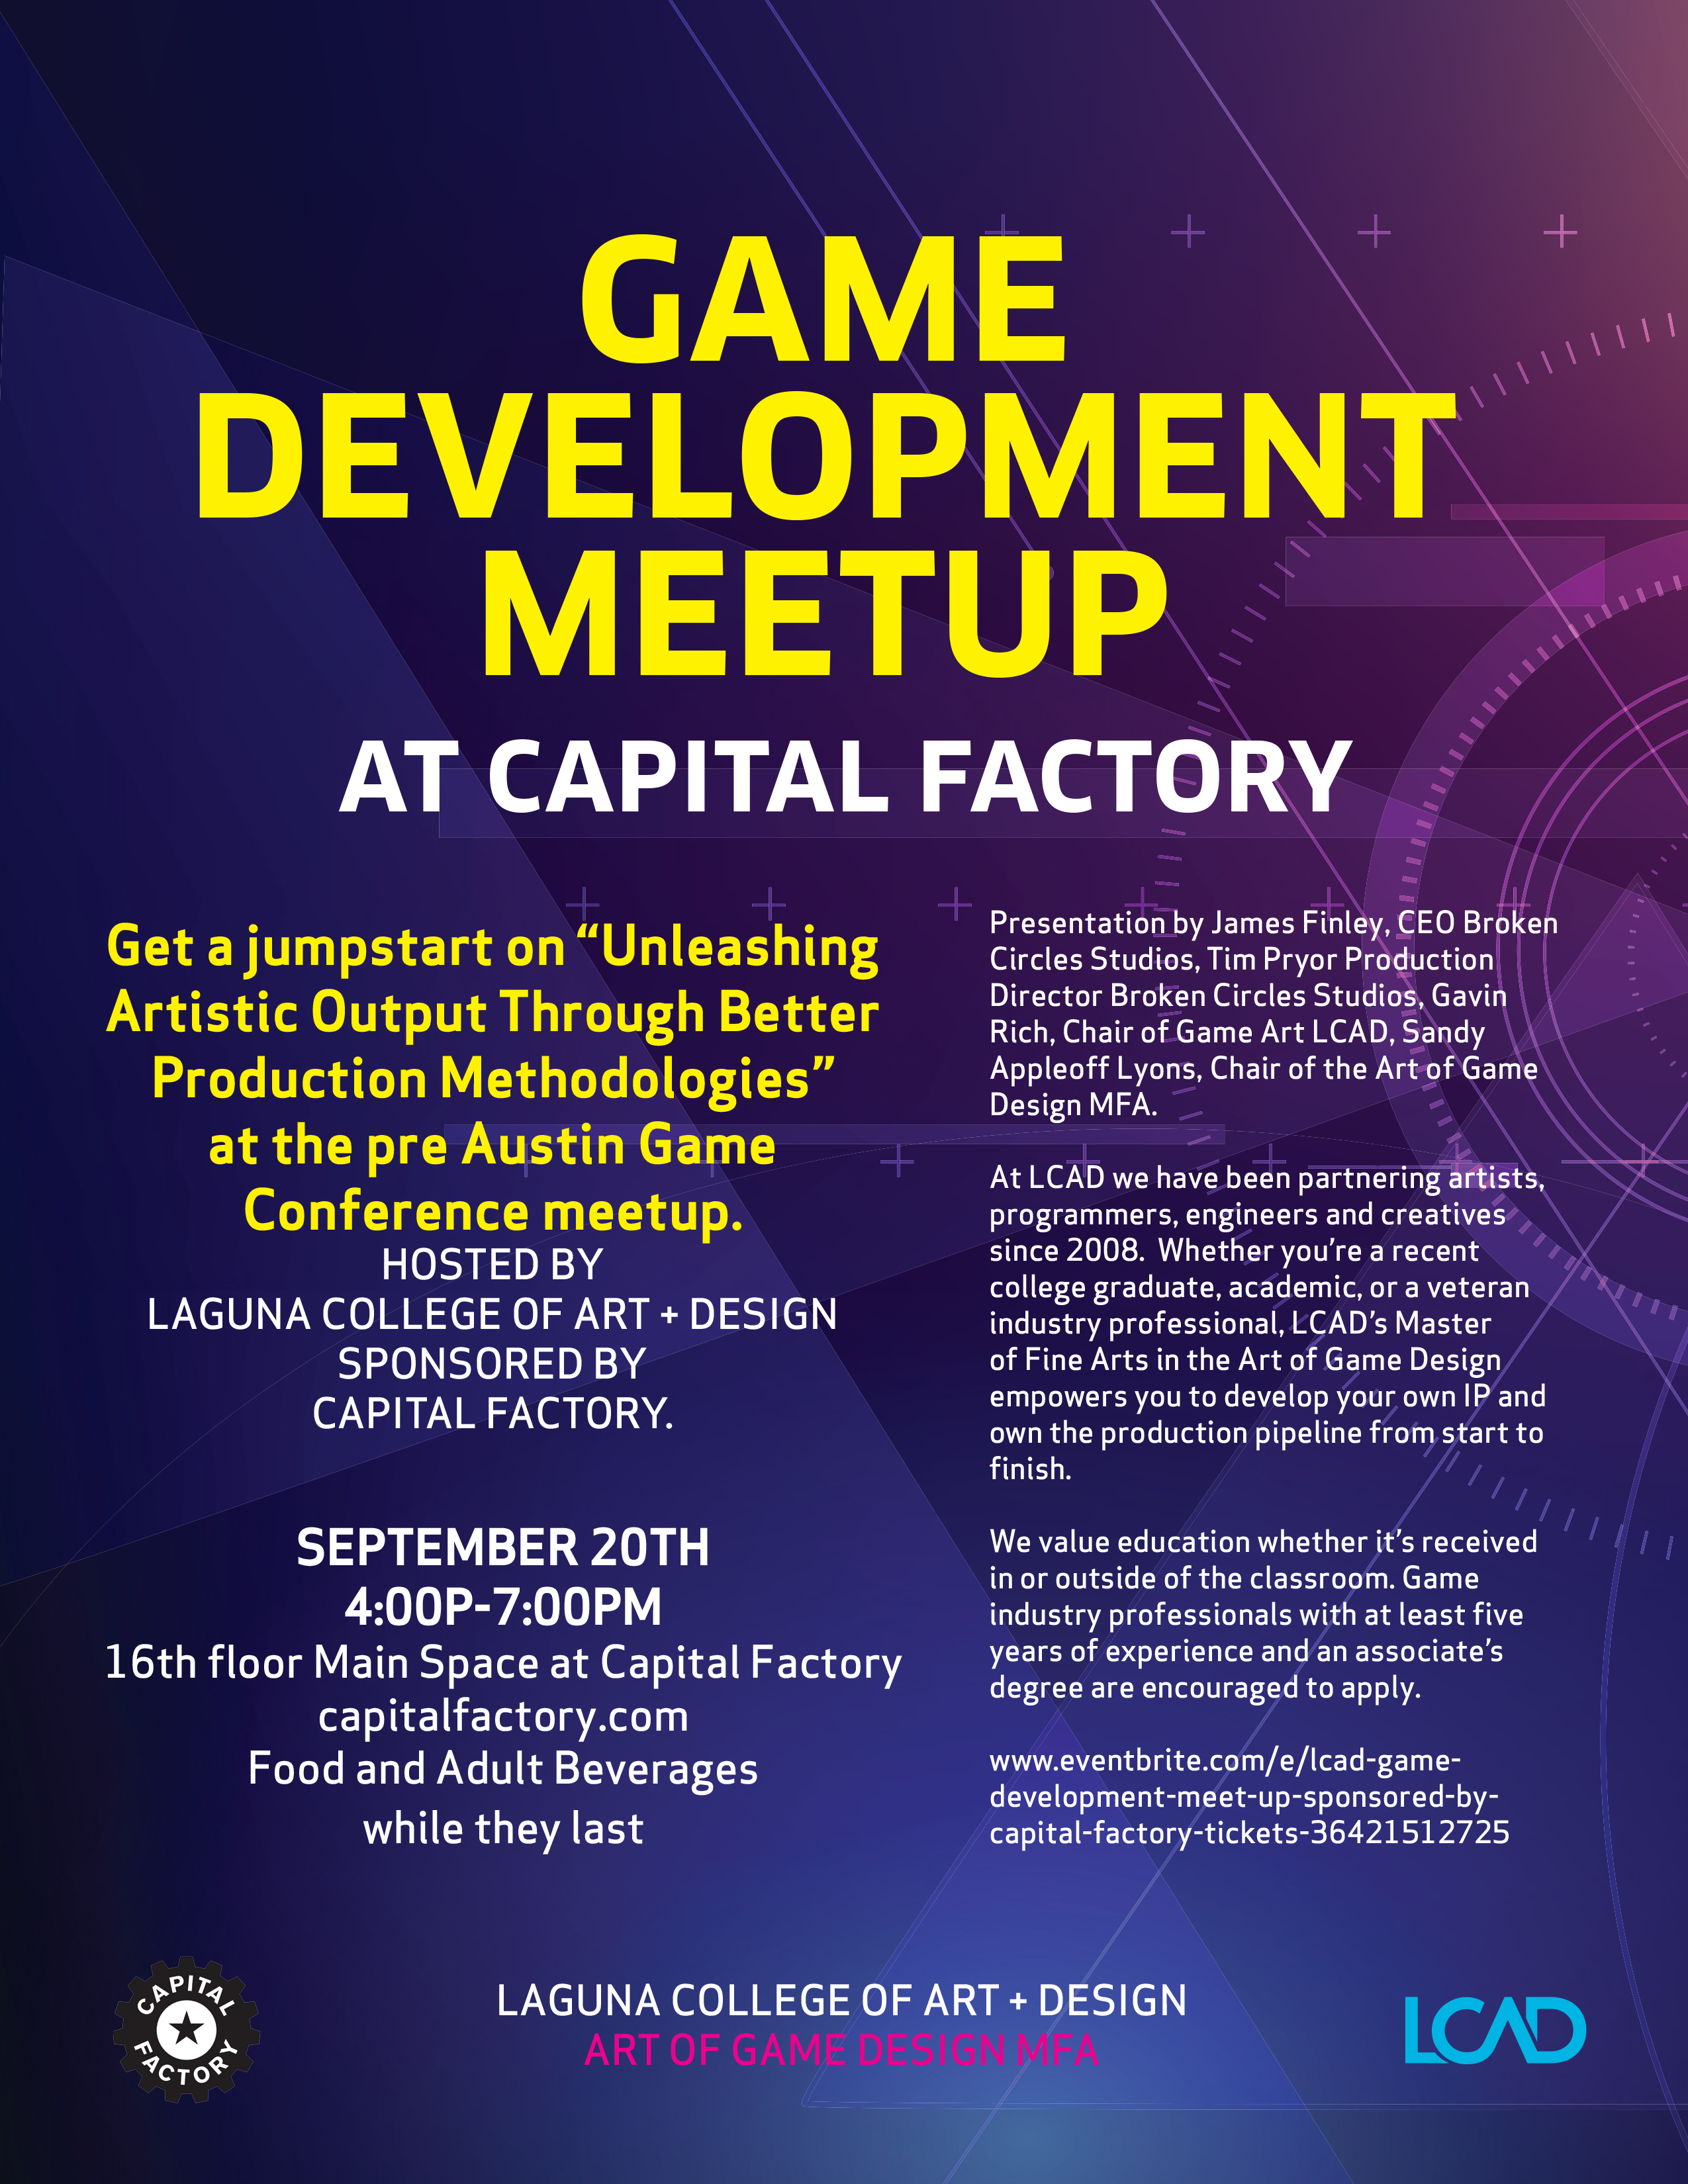 GAME
DEVELOPMENT
MEETUP
AT CAPITAL FACTORY
Get a jumpstart on “Unleashing
Artistic Output Through Better
Production Methodologies”
at the pre Austin Game
Conference meetup.
HOSTED BY
LAGUNA COLLEGE OF ART + DESIGN
SPONSORED BY
CAPITAL FACTORY.
SEPTEMBER 20TH
4:00P-7:00PM
16th floor Main Space at Capital Factory
capitalfactory.com
Food and Adult Beverages
while they last
Presentation by James Finley, CEO Broken
Circles Studios, Tim Pryor Production
Director Broken Circles Studios, Gavin
Rich, Chair of Game Art LCAD, Sandy
Appleoff Lyons, Chair of the Art of Game
Design MFA.
At LCAD we have been partnering artists,
programmers, engineers and creatives
since 2008.  Whether you’re a recent
college graduate, academic, or a veteran
industry professional, LCAD’s Master
of Fine Arts in the Art of Game Design
empowers you to develop your own IP and
own the production pipeline from start to
finish.
We value education whether it’s received
in or outside of the classroom. Game
industry professionals with at least five
years of experience and an associate’s
degree are encouraged to apply.
www.eventbrite.com/e/lcad-game-
development-meet-up-sponsored-by-
capital-factory-tickets-36421512725
CAPITAL
FACTORY
LAGUNA COLLEGE OF ART + DESIGN
ART OF GAME DESIGN MFA
LCAD